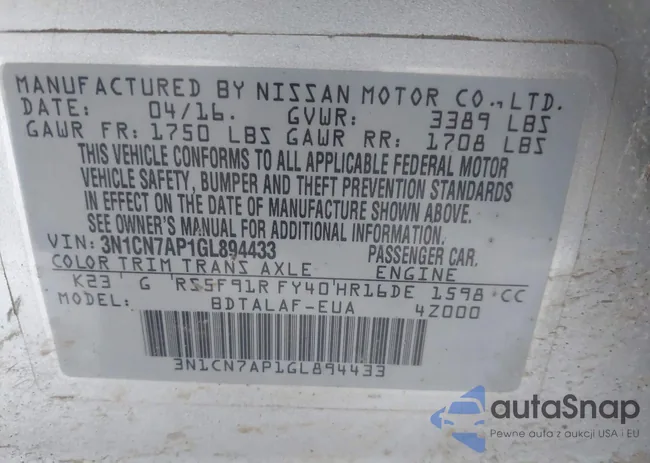 MANUFACTURED BY NISSAN MOTOR CO., LTD.
DATE: 04/16. GVWR: 3389 LBS
GAWR FR: 1750 LBS GAWR RR: 1708 LBS
THIS VEHICLE CONFORMS TO ALL APPLICABLE FEDERAL MOTOR
VEHICLE SAFETY, BUMPER AND THEFT PREVENTION STANDARDS
IN EFFECT ON THE DATE OF MANUFACTURE SHOWN ABOVE.
SEE OWNER'S MANUAL FOR ADDITIONAL INFORMATION.
VIN: 3N1CN7AP1GL894433 PASSENGER CAR.
COLOR TRIM TRANS AXLE ENGINE
K23 G RS5F91R FY40 HR16DE 1598 CC
MODEL: BDTALAF-EUA 4Z000
3N1CN7AP1GL894433
autaSnap
Pewne auta z aukcji USA i EU